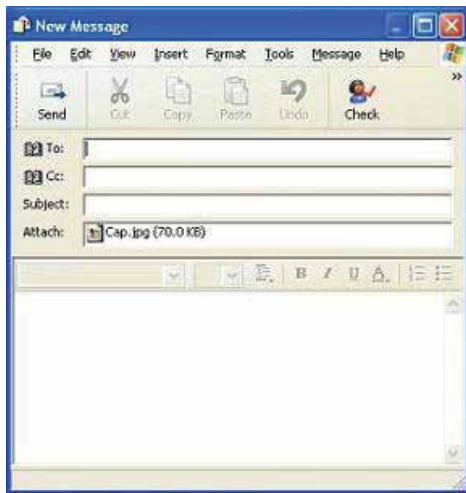 New Message
File Edit View Insert Format Tools Message Help
Send Cut Copy Paste Undo Check
To:
Cc:
Subject:
Attach: Cap.jpg (70.0 KB)
B I U A